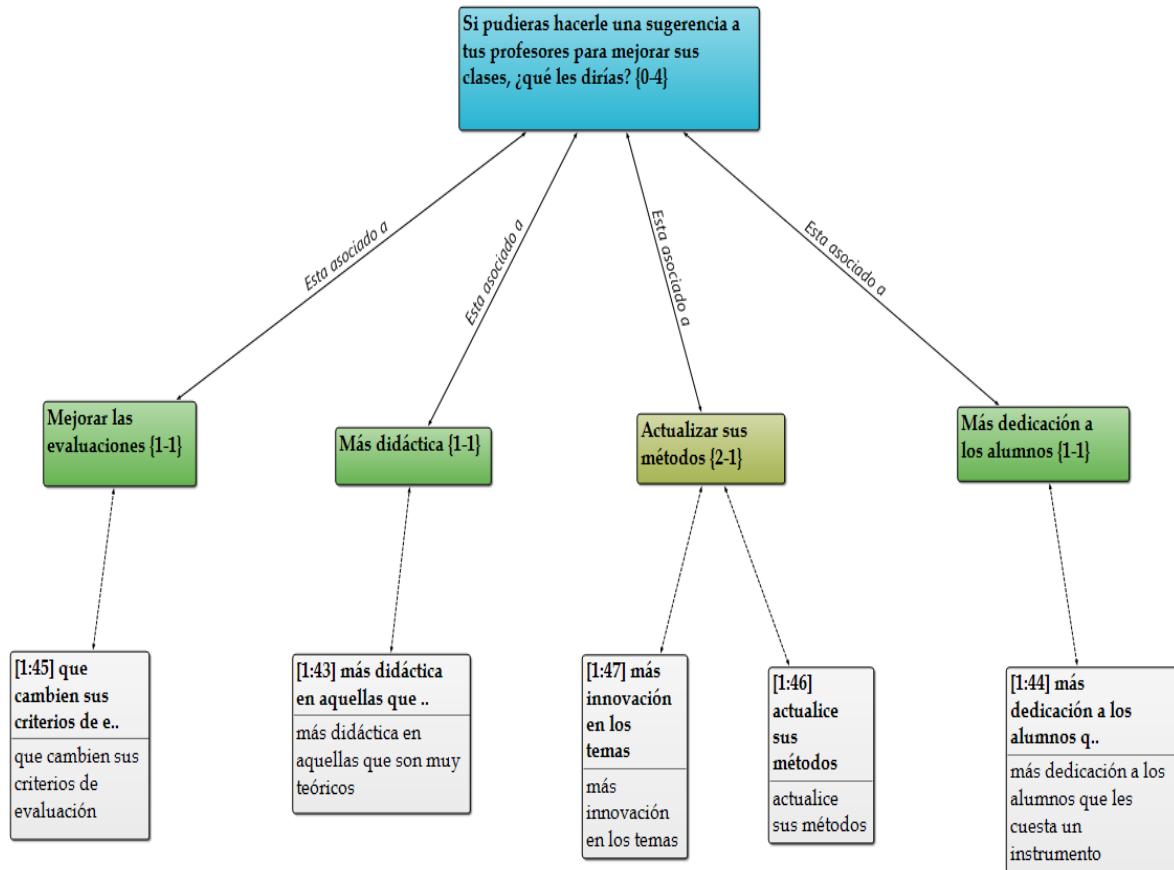 Si pudieras hacerle una sugerencia a
tus profesores para mejorar sus
clases, ¿qué les dirías? {0-4}
Esta asociado a
Esta asociado a
Esta asociado a
Esta asociado a
Mejorar las
evaluaciones {1-1}
Más didáctica {1-1}
Actualizar sus
métodos {2-1}
Más dedicación a
los alumnos {1-1}
[1:45] que
cambien sus
criterios de e..
que cambien sus
criterios de
evaluación
[1:43] más didáctica
en aquellas que ..
más didáctica en
aquellas que son muy
teóricos
[1:47] más
innovación
en los
temas
más
innovación
en los temas
[1:46]
actualice
sus
métodos
actualice
sus métodos
[1:44] más
dedicación a los
alumnos q..
más dedicación a los
alumnos que les
cuesta un
instrumento